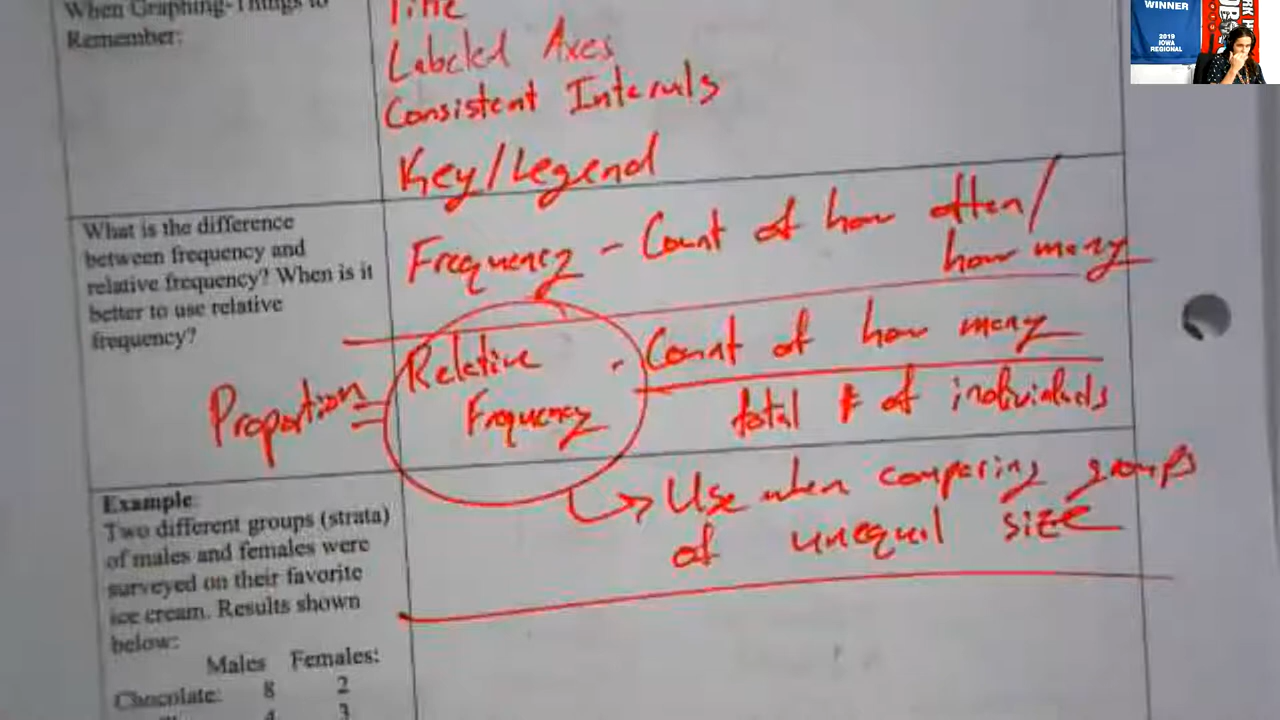 When Graphing-Things to
Remember:
Title
Labeled Axes
Consistent Intervals
Key/Legend
What is the difference
between frequency and
relative frequency? When is it
better to use relative
frequency?
Frequency - Count of how often/
how many
Proportion = Relative
Frequency
- Count of how many
total # of individuals
Use when comparing groups
of unequal size
Example:
Two different groups (strata)
of males and females were
surveyed on their favorite
ice cream. Results shown
below:
Males Females:
Chocolate: 8 2
4 3
WINNER
2019
IOWA
REGIONAL